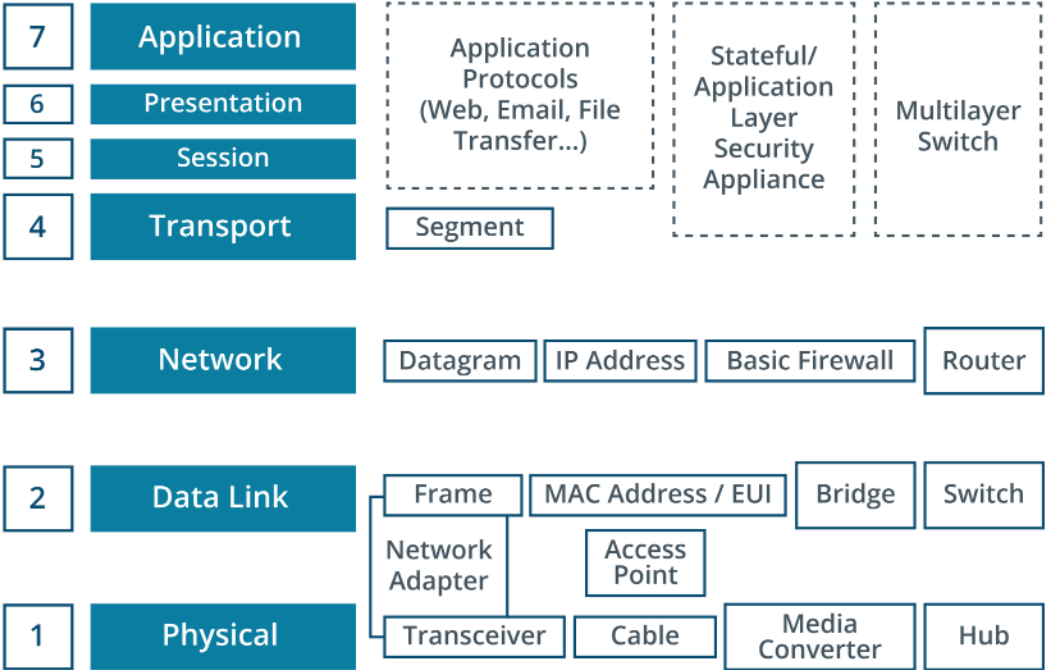 7
Application
6
Presentation
5
Session
4
Transport
Application
Protocols
(Web, Email, File
Transfer...)
Stateful/
Application
Layer
Security
Appliance
Multilayer
Switch
Segment
3
Network
Datagram
IP Address
Basic Firewall
Router
2
Data Link
Frame
MAC Address / EUI
Bridge
Switch
Network
Adapter
Access
Point
1
Physical
Transceiver
Cable
Media
Converter
Hub